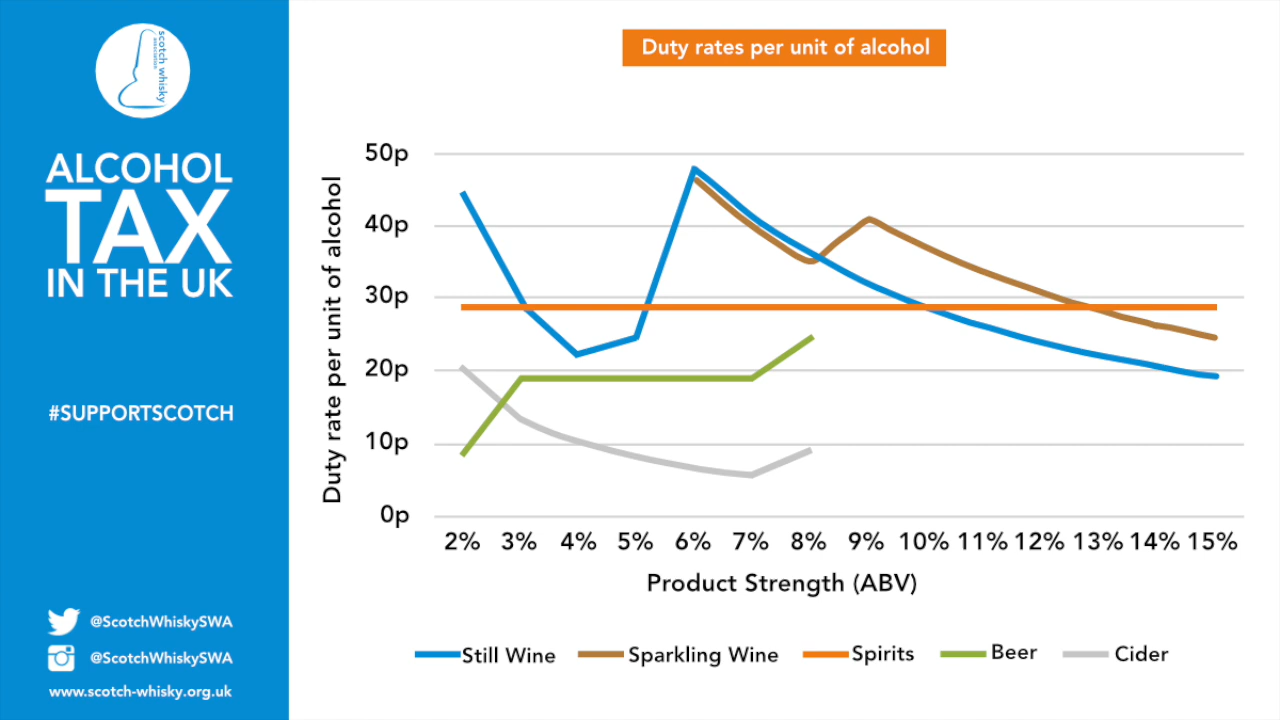 scotch whisky
association
ALCOHOL
TAX
IN THE UK
#SUPPORTSCOTCH
@ScotchWhiskySWA
@ScotchWhiskySWA
www.scotch-whisky.org.uk
Duty rates per unit of alcohol
Duty rate per unit of alcohol
50p
40p
30p
20p
10p
0p
2% 3% 4% 5% 6% 7% 8% 9% 10% 11% 12% 13% 14% 15%
Product Strength (ABV)
Still Wine Sparkling Wine Spirits Beer Cider